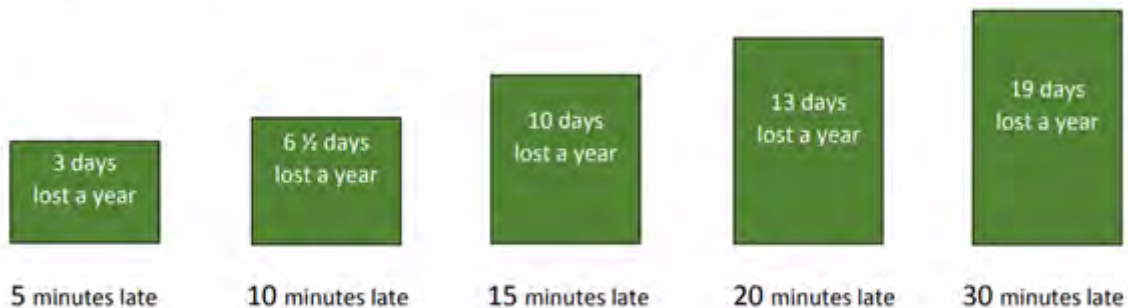 3 days
lost a year
6 ½ days
lost a year
10 days
lost a year
13 days
lost a year
19 days
lost a year
5 minutes late
10 minutes late
15 minutes late
20 minutes late
30 minutes late